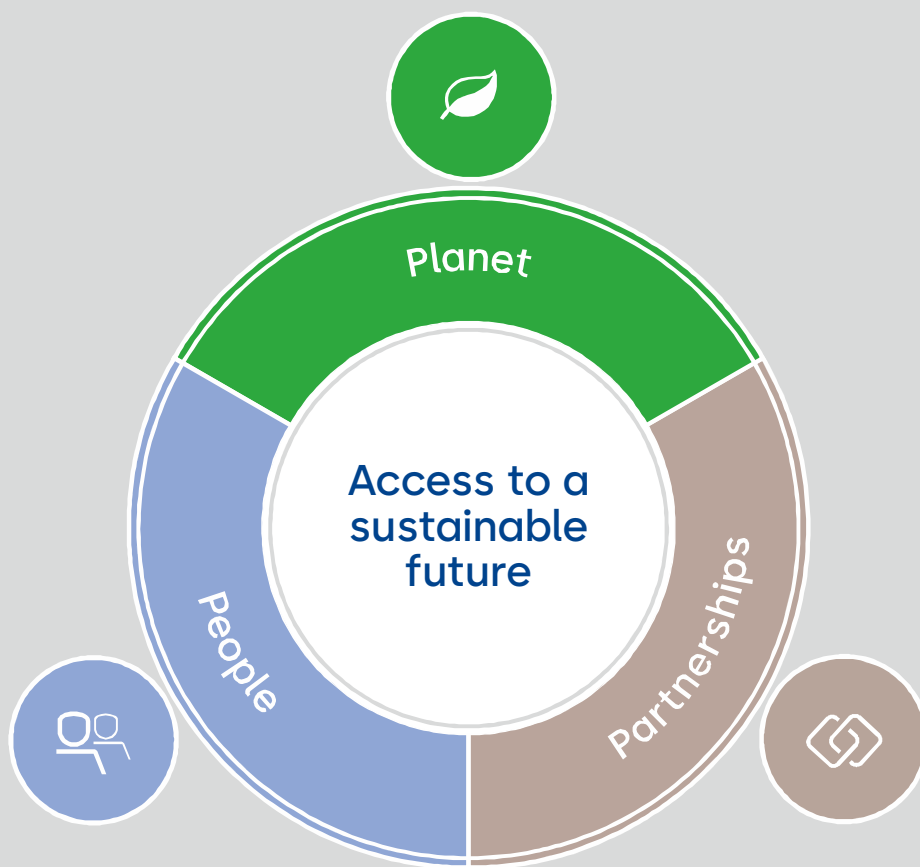 Planet
Access to a
sustainable
future
People
Partnerships